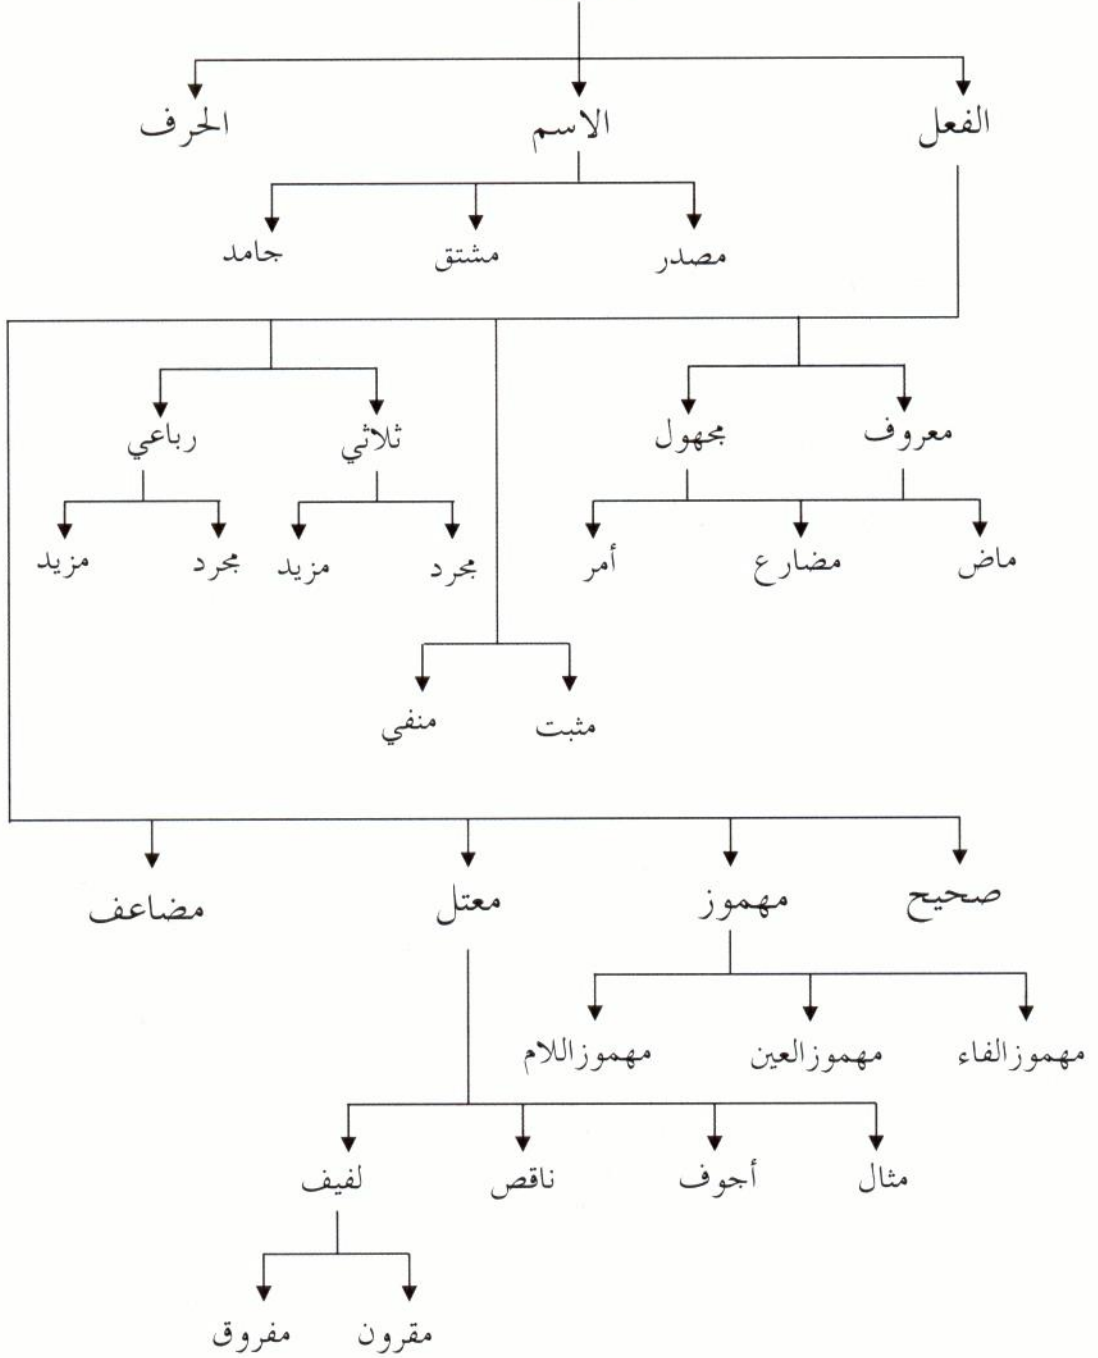 الفعل الاسم الحرف
مصدر مشتق جامد
معروف مجهول ثلاثي رباعي
ماض مضارع أمر مجرد مزيد مجرد مزيد
مثبت منفي
صحيح مهموز معتل مضاعف
مهموزالفاء مهموزالعين مهموزاللام
مثال أجوف ناقص لفيف
مقرون مفروق